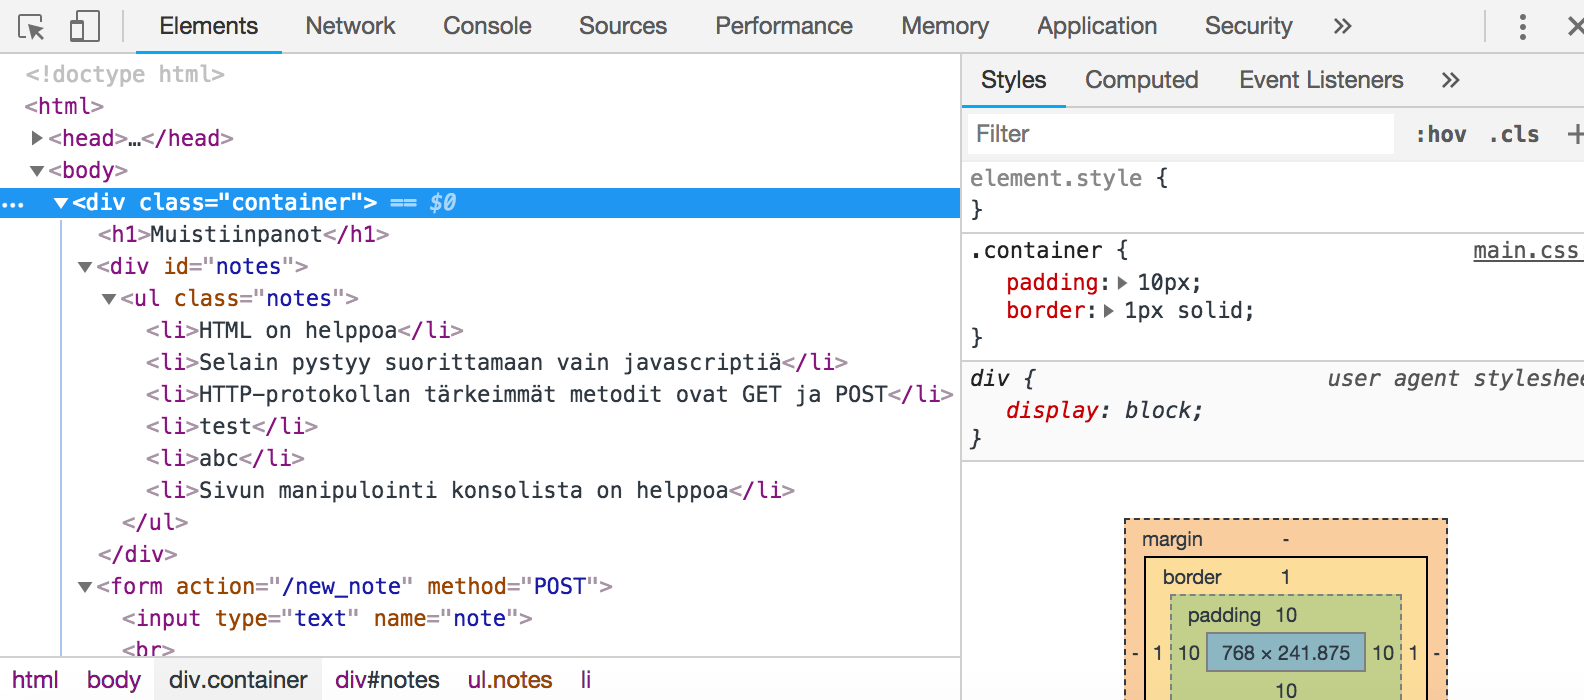 Elements Network Console Sources Performance Memory Application Security »
<!doctype html>
<html>
<head>…</head>
<body>
… <div class="container"> == $0
<h1>Muistiinpanot</h1>
<div id="notes">
<ul class="notes">
<li>HTML on helppoa</li>
<li>Selain pystyy suorittamaan vain javascriptiä</li>
<li>HTTP-protokollan tärkeimmät metodit ovat GET ja POST</li>
<li>test</li>
<li>abc</li>
<li>Sivun manipulointi konsolista on helppoa</li>
</ul>
</div>
<form action="/new_note" method="POST">
<input type="text" name="note">
<br>
html body div.container div#notes ul.notes li
Styles Computed Event Listeners »
Filter :hov .cls +
element.style {
}
.container { main.css
padding: 10px;
border: 1px solid;
}
div { user agent
display: block;
}
margin -
border 1
padding 10
- 1 10 768 × 241.875 10 1 -
10